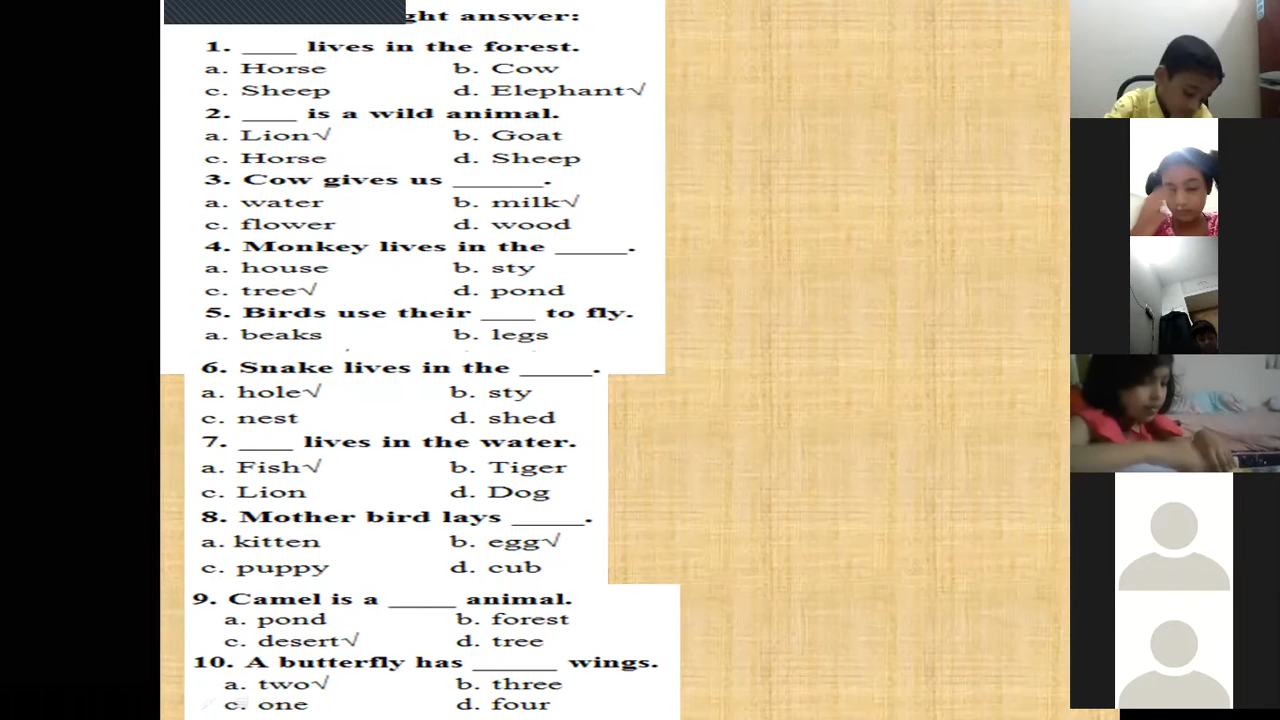 ght answer:
1. ____ lives in the forest.
a. Horse b. Cow
c. Sheep d. Elephant√
2. ____ is a wild animal.
a. Lion√ b. Goat
c. Horse d. Sheep
3. Cow gives us _______.
a. water b. milk√
c. flower d. wood
4. Monkey lives in the ______.
a. house b. sty
c. tree√ d. pond
5. Birds use their ____ to fly.
a. beaks b. legs
6. Snake lives in the ______.
a. hole√ b. sty
c. nest d. shed
7. ____ lives in the water.
a. Fish√ b. Tiger
c. Lion d. Dog
8. Mother bird lays ______.
a. kitten b. egg√
c. puppy d. cub
9. Camel is a _____ animal.
a. pond b. forest
c. desert√ d. tree
10. A butterfly has ______ wings.
a. two√ b. three
c. one d. four